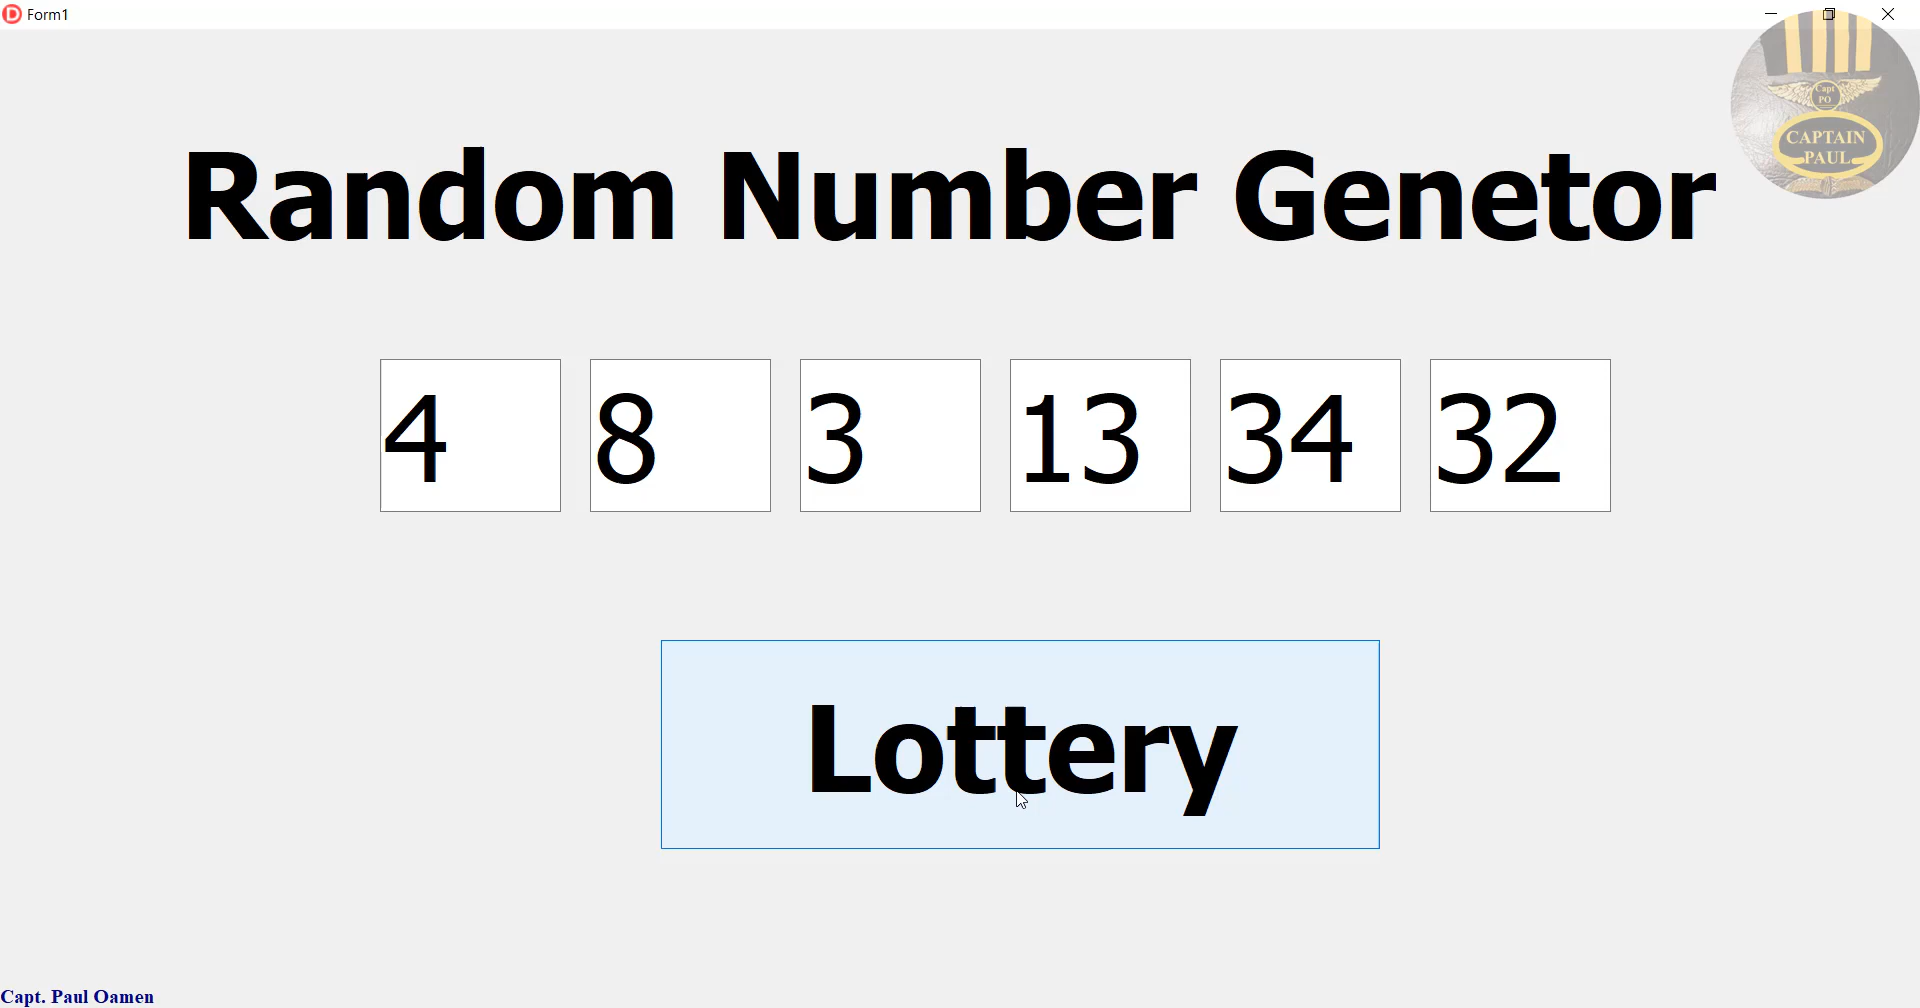 Form1
Capt
PO
CAPTAIN
PAUL
Random Number Genetor
4 8 3 13 34 32
Lottery
Capt. Paul Oamen